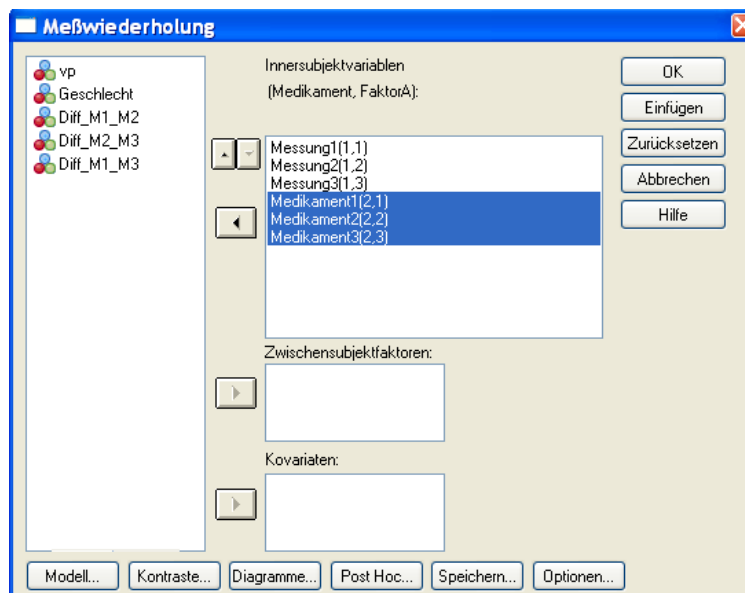 Meßwiederholung
vp
Geschlecht
Diff_M1_M2
Diff_M2_M3
Diff_M1_M3
Innersubjektvariablen
(Medikament, FaktorA):
Messung1(1,1)
Messung2(1,2)
Messung3(1,3)
Medikament1(2,1)
Medikament2(2,2)
Medikament3(2,3)
Zwischensubjektfaktoren:
Kovariaten:
OK
Einfügen
Zurücksetzen
Abbrechen
Hilfe
Modell...
Kontraste...
Diagramme...
Post Hoc...
Speichern...
Optionen...